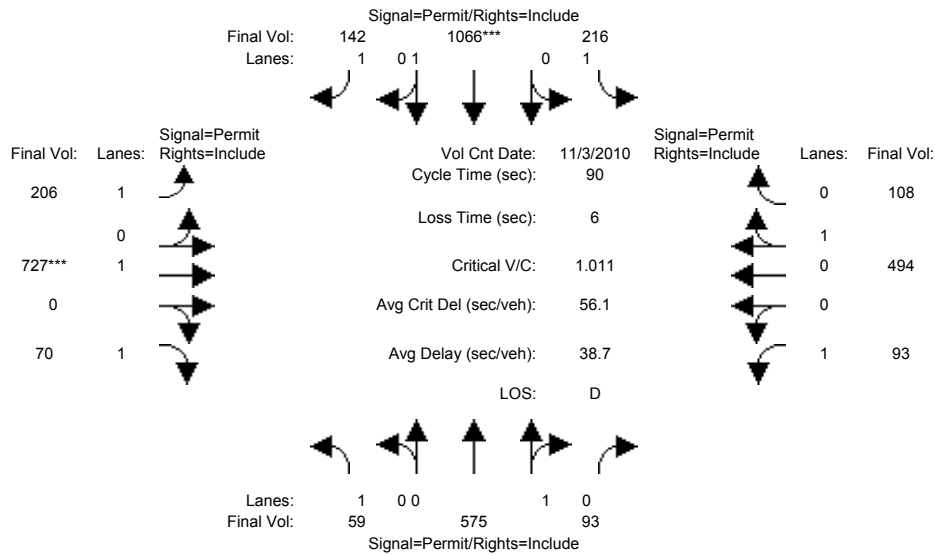 Signal=Permit/Rights=Include
Final Vol: 142 1066*** 216
Lanes: 1 0 1 0 1
Signal=Permit
Rights=Include
Final Vol: Lanes:
Vol Cnt Date: 11/3/2010
Signal=Permit
Rights=Include
Lanes: Final Vol:
Cycle Time (sec): 90
206 1
0 108
Loss Time (sec): 6
0
1
727*** 1
Critical V/C: 1.011
0 494
0
Avg Crit Del (sec/veh): 56.1
0
70 1
Avg Delay (sec/veh): 38.7
1 93
LOS: D
Lanes: 1 0 0 1 0
Final Vol: 59 575 93
Signal=Permit/Rights=Include